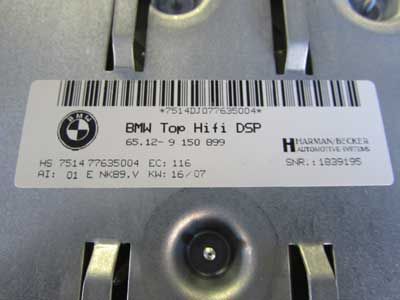 *7514DJ077635004*
BMW
BMW Top Hifi DSP
65.12- 9 150 899
HARMAN/BECKER
AUTOMOTIVE SYSTEMS
HS 7514 77635004 EC: 116
SNR.: 1839195
AI: 01 E NK89.V KW: 16/07